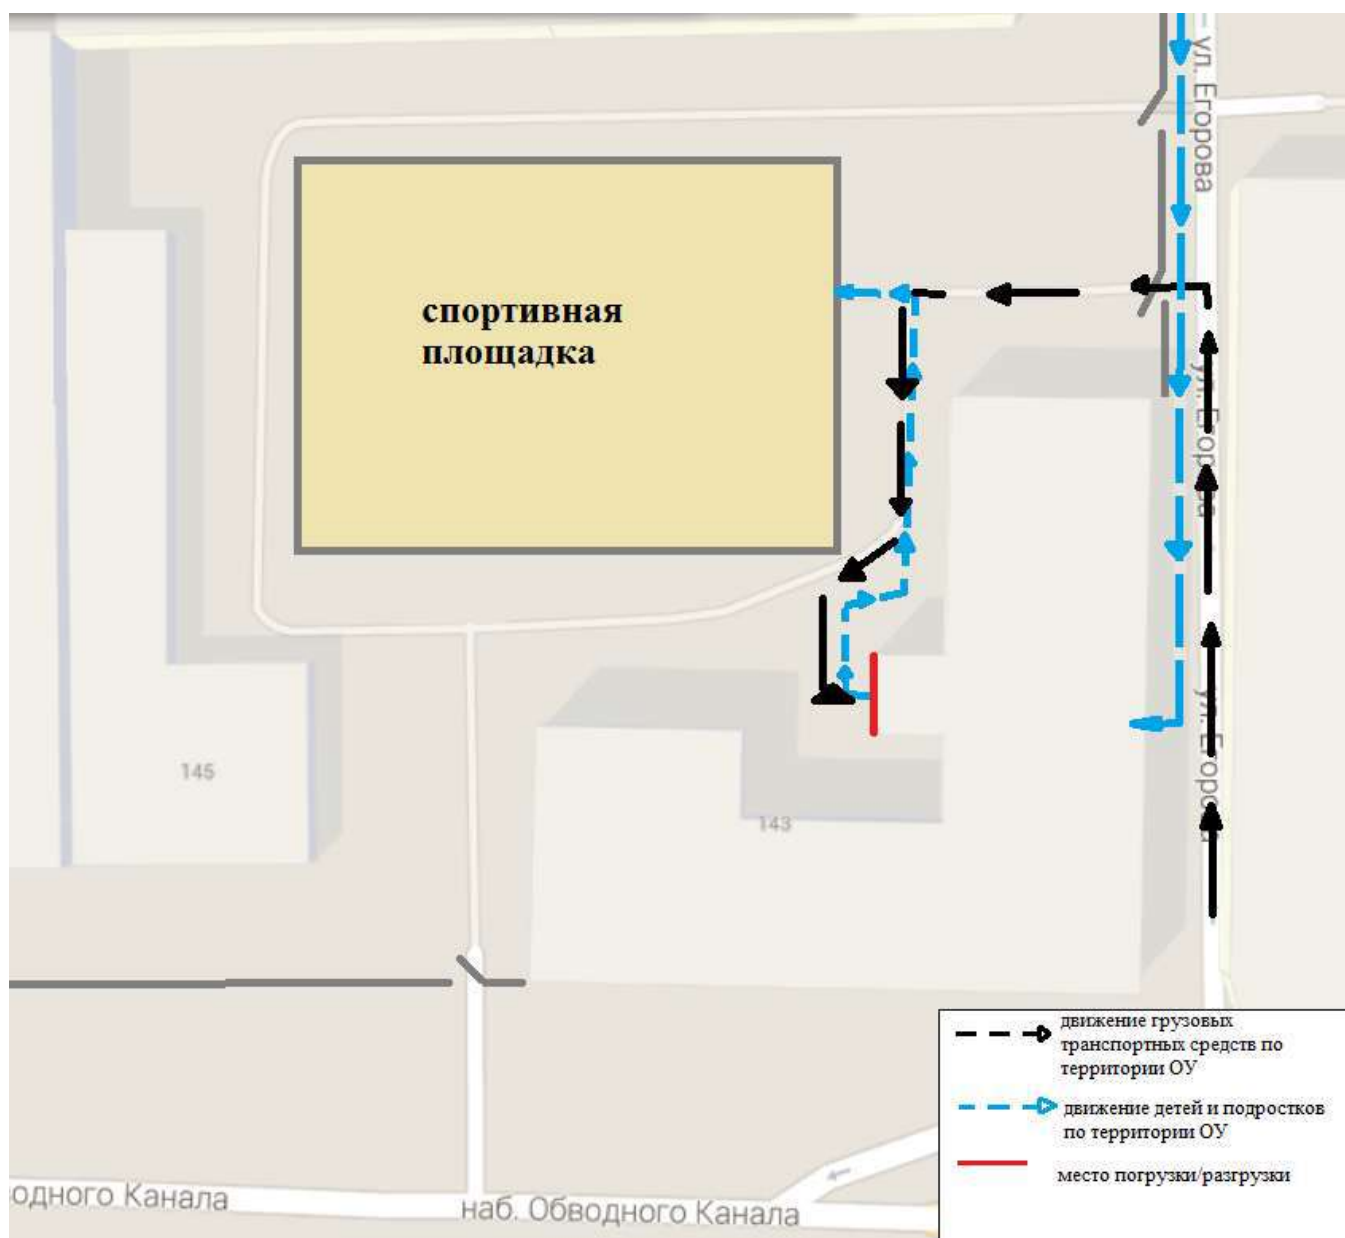 ул. Егорова
спортивная
площадка
ул. Егорова
ул. Егорова
145
143
движение грузовых
транспортных средств по
территории ОУ
движение детей и подростков
по территории ОУ
место погрузки/разгрузки
одного Канала
наб. Обводного Канала